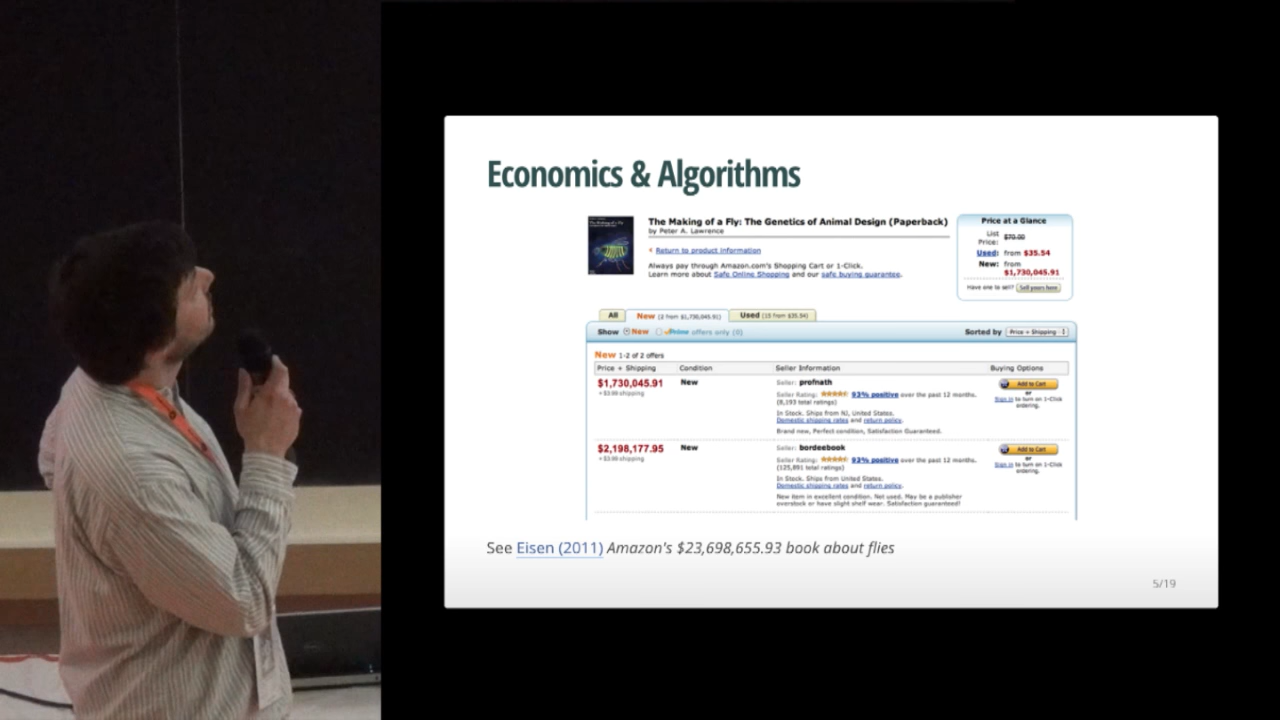 Economics & Algorithms
The Making of a Fly: The Genetics of Animal Design (Paperback)
by Peter A. Lawrence
Return to product information
Always pay through Amazon.com's Shopping Cart or 1-Click.
Learn more about Safe Online Shopping and our safe buying guarantee.
Price at a Glance
List Price: $70.00
Used: from $35.54
New: from $1,730,045.91
Have one to sell? Sell yours here
All New (2 from $1,730,045.91) Used (15 from $35.54)
Show New Prime offers only (0) Sorted by Price + Shipping
New 1-2 of 2 offers
Price + Shipping Condition Seller Information Buying Options
$1,730,045.91 New Seller: profnath Add to Cart
+ $3.99 shipping
Seller Rating: 93% positive over the past 12 months.
(8,193 total ratings)
or
Sign in to turn on 1-Click
ordering.
In Stock. Ships from NJ, United States.
Domestic shipping rates and return policy.
Brand new, Perfect condition, Satisfaction Guaranteed.
$2,198,177.95 New Seller: bordeebook Add to Cart
+ $3.99 shipping
Seller Rating: 93% positive over the past 12 months.
(125,891 total ratings)
or
Sign in to turn on 1-Click
ordering.
In Stock. Ships from United States.
Domestic shipping rates and return policy.
New item in excellent condition. Not used. May be a publisher
overstock or have slight shelf wear. Satisfaction guaranteed!
See Eisen (2011) Amazon's $23,698,655.93 book about flies
5/19